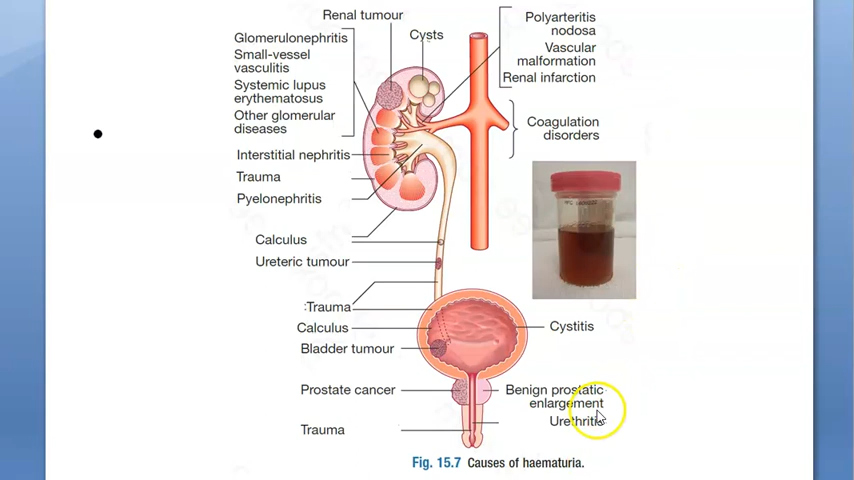 Renal tumour
Cysts
Glomerulonephritis
Small-vessel
vasculitis
Systemic lupus
erythematosus
Other glomerular
diseases
Interstitial nephritis
Trauma
Pyelonephritis
Calculus
Ureteric tumour
Trauma
Calculus
Bladder tumour
Prostate cancer
Trauma
Polyarteritis
nodosa
Vascular
malformation
Renal infarction
Coagulation
disorders
Cystitis
Benign prostatic
enlargement
Urethritis
Fig. 15.7 Causes of haematuria.